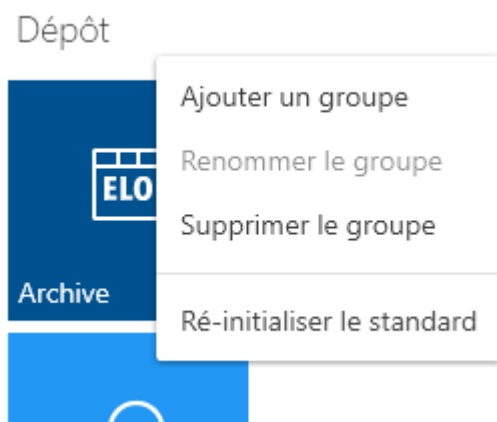 Dépôt
Ajouter un groupe
Renommer le groupe
ELO
Supprimer le groupe
Archive
Ré-initialiser le standard